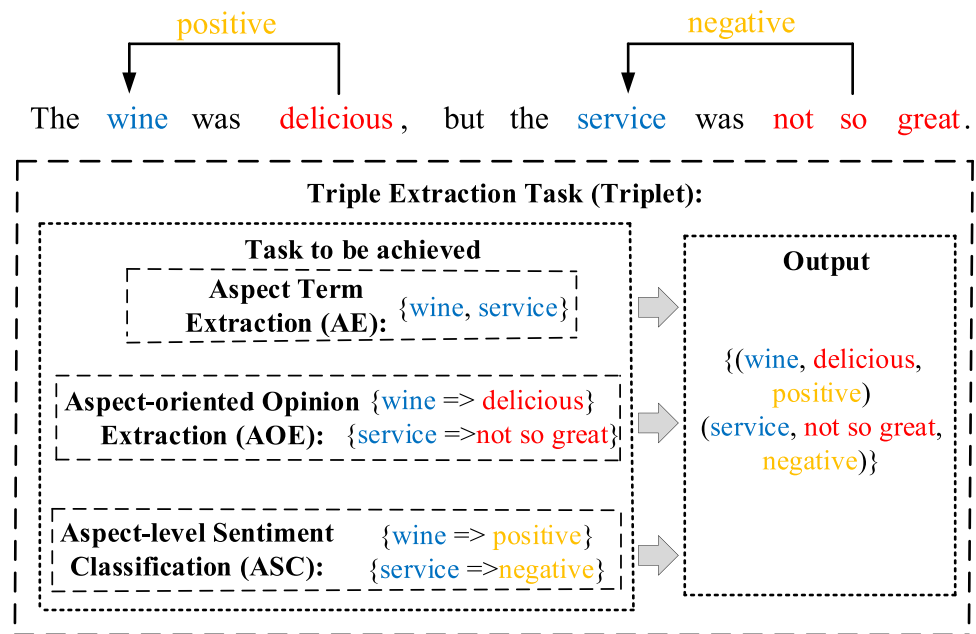 positive negative
The wine was delicious, but the service was not so great.
Triple Extraction Task (Triplet):
Task to be achieved
Aspect Term
Extraction (AE): {wine, service}
Aspect-oriented Opinion {wine => delicious}
Extraction (AOE): {service =>not so great}
Aspect-level Sentiment {wine => positive}
Classification (ASC): {service =>negative}
Output
{(wine, delicious,
positive)
(service, not so great,
negative)}